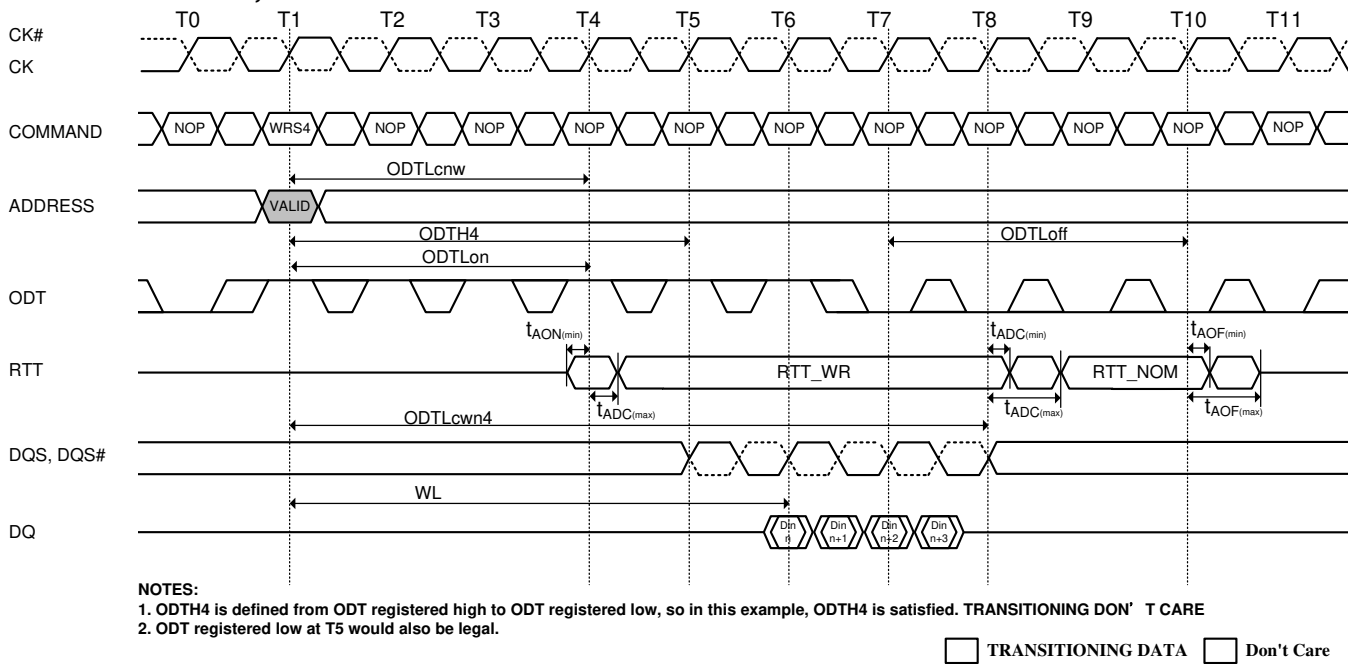 T0 T1 T2 T3 T4 T5 T6 T7 T8 T9 T10 T11
CK#
CK
COMMAND NOP WRS4 NOP NOP NOP NOP NOP NOP NOP NOP NOP NOP
ODTLcnw
ADDRESS VALID
ODTH4 ODTLoff
ODTLon
ODT
tAON(min) tADC(min) tAOF(min)
RTT RTT_WR RTT_NOM
tADC(max) tADC(max) tAOF(max)
ODTLcwn4
DQS, DQS#
WL
DQ Din n Din n+1 Din n+2 Din n+3
NOTES:
1. ODTH4 is defined from ODT registered high to ODT registered low, so in this example, ODTH4 is satisfied. TRANSITIONING DON' T CARE
2. ODT registered low at T5 would also be legal.
TRANSITIONING DATA Don't Care